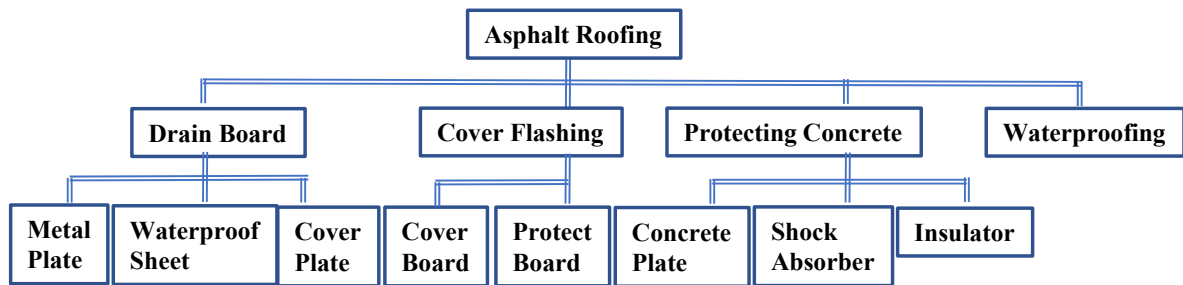 Asphalt Roofing
Drain Board
Cover Flashing
Protecting Concrete
Waterproofing
Metal
Plate
Waterproof
Sheet
Cover
Plate
Cover
Board
Protect
Board
Concrete
Plate
Shock
Absorber
Insulator